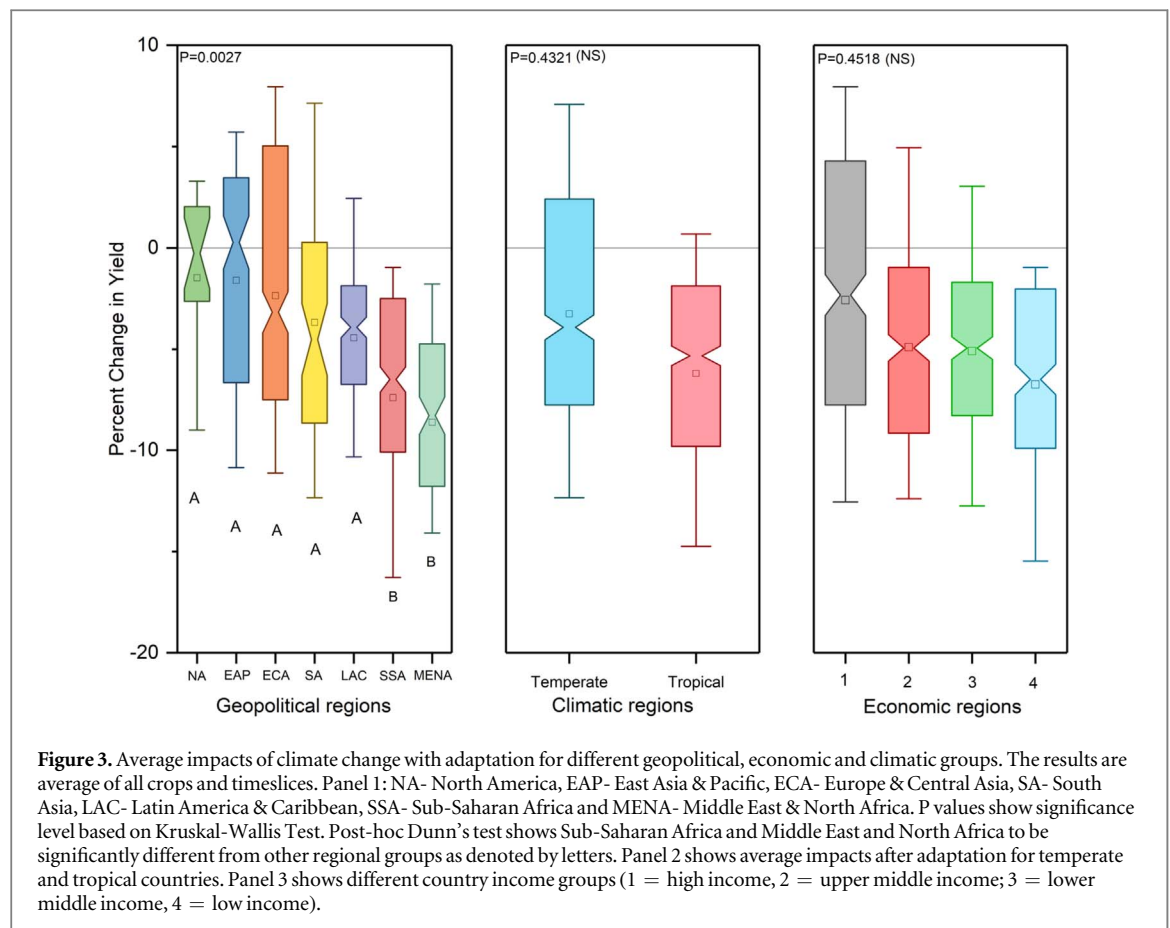 10
P=0.0027
P=0.4321 (NS)
P=0.4518 (NS)
0
Percent Change in Yield
-10
A
A
A
A
A
B
B
-20
NA EAP ECA SA LAC SSA MENA
Temperate Tropical
1 2 3 4
Geopolitical regions
Climatic regions
Economic regions
Figure 3. Average impacts of climate change with adaptation for different geopolitical, economic and climatic groups. The results are
average of all crops and timeslices. Panel 1: NA- North America, EAP- East Asia & Pacific, ECA- Europe & Central Asia, SA- South
Asia, LAC- Latin America & Caribbean, SSA- Sub-Saharan Africa and MENA- Middle East & North Africa. P values show significance
level based on Kruskal-Wallis Test. Post-hoc Dunn's test shows Sub-Saharan Africa and Middle East and North Africa to be
significantly different from other regional groups as denoted by letters. Panel 2 shows average impacts after adaptation for temperate
and tropical countries. Panel 3 shows different country income groups (1 = high income, 2 = upper middle income; 3 = lower
middle income, 4 = low income).